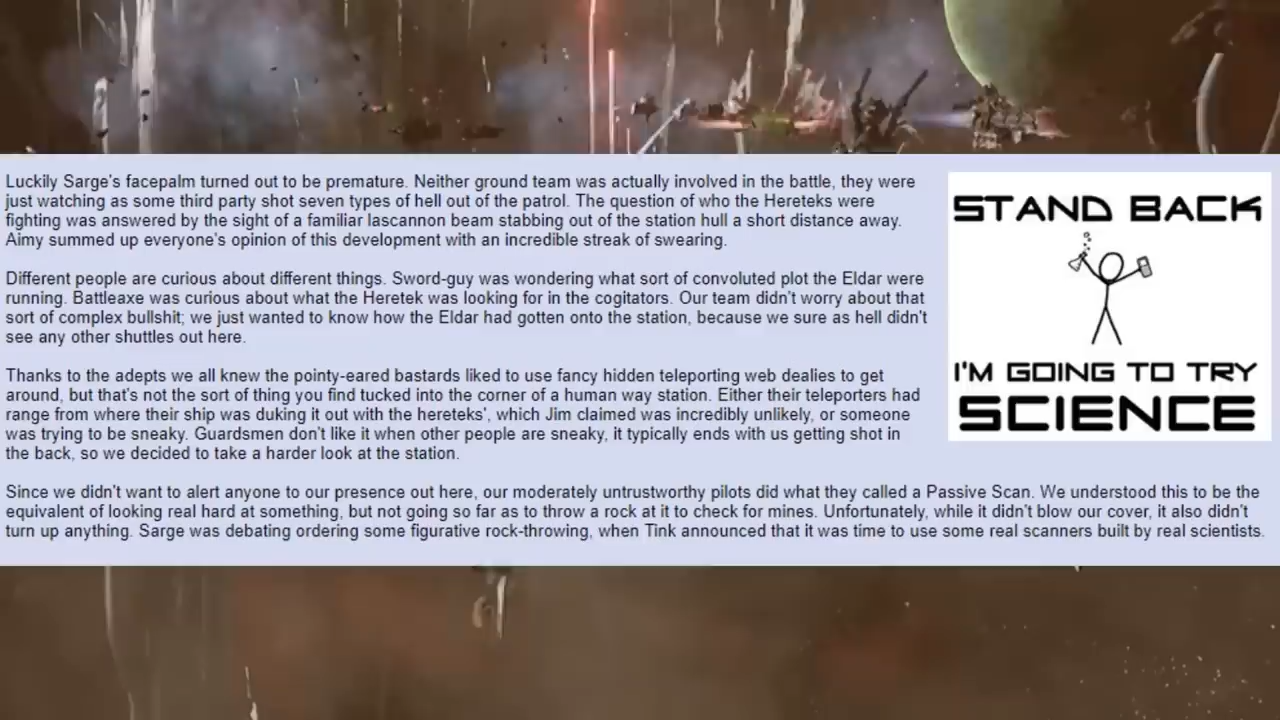 Luckily Sarge's facepalm turned out to be premature. Neither ground team was actually involved in the battle, they were
just watching as some third party shot seven types of hell out of the patrol. The question of who the Hereteks were
fighting was answered by the sight of a familiar lascannon beam stabbing out of the station hull a short distance away.
Aimy summed up everyone's opinion of this development with an incredible streak of swearing.
Different people are curious about different things. Sword-guy was wondering what sort of convoluted plot the Eldar were
running. Battleaxe was curious about what the Heretek was looking for in the cogitators. Our team didn't worry about that
sort of complex bullshit; we just wanted to know how the Eldar had gotten onto the station, because we sure as hell didn't
see any other shuttles out here.
Thanks to the adepts we all knew the pointy-eared bastards liked to use fancy hidden teleporting web dealies to get
around, but that's not the sort of thing you find tucked into the corner of a human way station. Either their teleporters had
range from where their ship was duking it out with the hereteks', which Jim claimed was incredibly unlikely, or someone
was trying to be sneaky. Guardsmen don't like it when other people are sneaky, it typically ends with us getting shot in
the back, so we decided to take a harder look at the station.
Since we didn't want to alert anyone to our presence out here, our moderately untrustworthy pilots did what they called a Passive Scan. We understood this to be the
equivalent of looking real hard at something, but not going so far as to throw a rock at it to check for mines. Unfortunately, while it didn't blow our cover, it also didn't
turn up anything. Sarge was debating ordering some figurative rock-throwing, when Tink announced that it was time to use some real scanners built by real scientists.
STAND BACK
I'M GOING TO TRY
SCIENCE